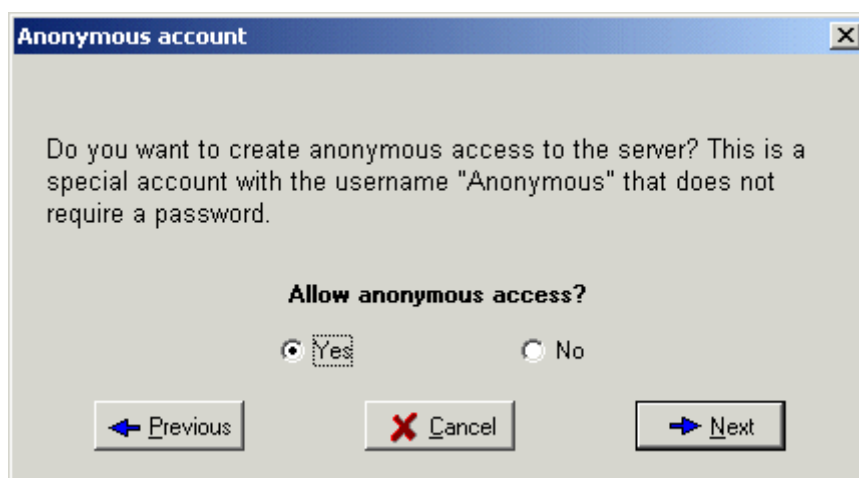 Anonymous account
Do you want to create anonymous access to the server? This is a
special account with the username "Anonymous" that does not
require a password.
Allow anonymous access?
Yes No
Previous Cancel Next